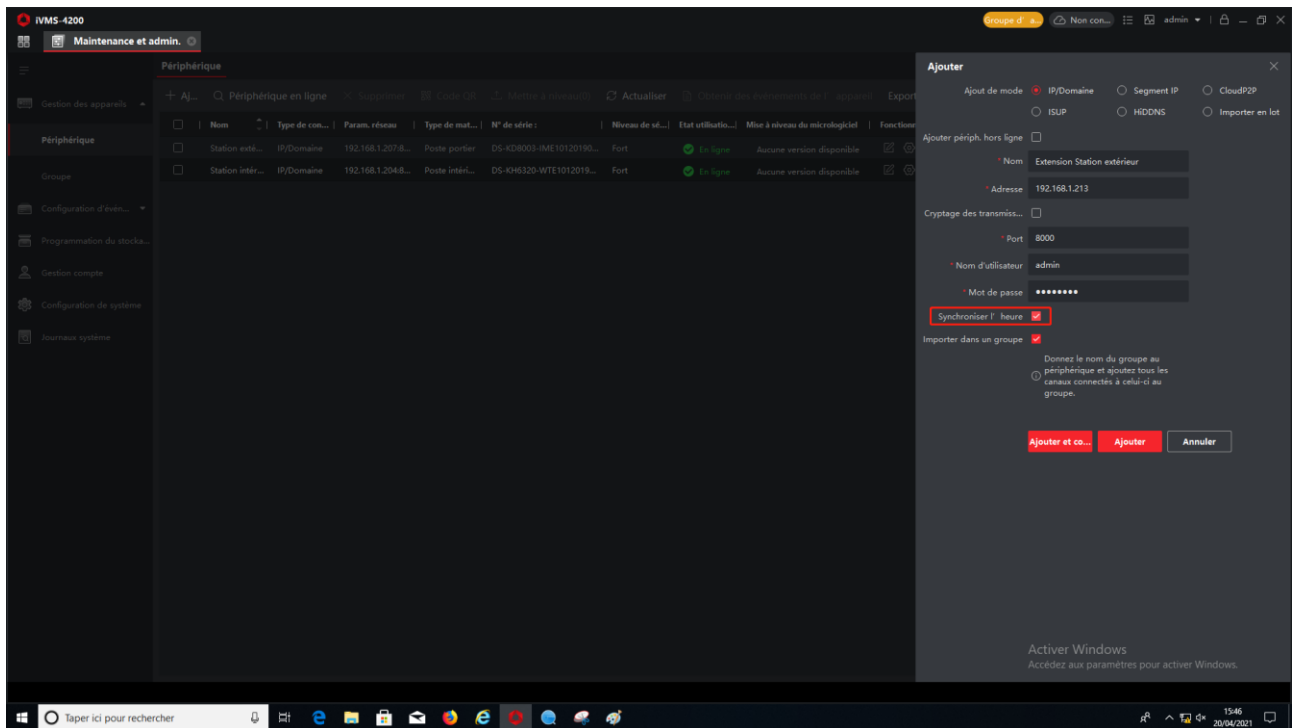 iVMS-4200
Groupe d' a...
Non con...
admin
Maintenance et admin.
Périphérique
Ajouter
Ajout de mode
IP/Domaine
Segment IP
CloudP2P
ISUP
HiDDNS
Importer en lot
Gestion des appareils
Périphérique
Groupe
Configuration d'évén...
Programmation du stocka...
Gestion compte
Configuration de système
Journaux système
+ Aj...
Périphérique en ligne
Supprimer
Code QR
Mettre à niveau
Actualiser
Obtenir des événements de l' appareil
Export
Nom
Type de con...
Param. réseau
Type de mat...
N° de série :
Niveau de sé...
Etat utilisatio...
Mise à niveau du micrologiciel
Fonctionn
Station exté... IP/Domaine 192.168.1.207:8... Poste portier DS-KD8003-IME10120190... Fort En ligne Aucune version disponible
Station intér... IP/Domaine 192.168.1.204:8... Poste intéri... DS-KH6320-WTE1012019... Fort En ligne Aucune version disponible
Ajouter périph. hors ligne
* Nom Extension Station extérieur
* Adresse 192.168.1.213
Cryptage des transmiss...
* Port 8000
* Nom d'utilisateur admin
* Mot de passe ••••••••
Synchroniser l' heure
Importer dans un groupe
Donnez le nom du groupe au
périphérique et ajoutez tous les
canaux connectés à celui-ci au
groupe.
Ajouter et co...
Ajouter
Annuler
Activer Windows
Accédez aux paramètres pour activer Windows.
Taper ici pour rechercher
15:46
20/04/2021